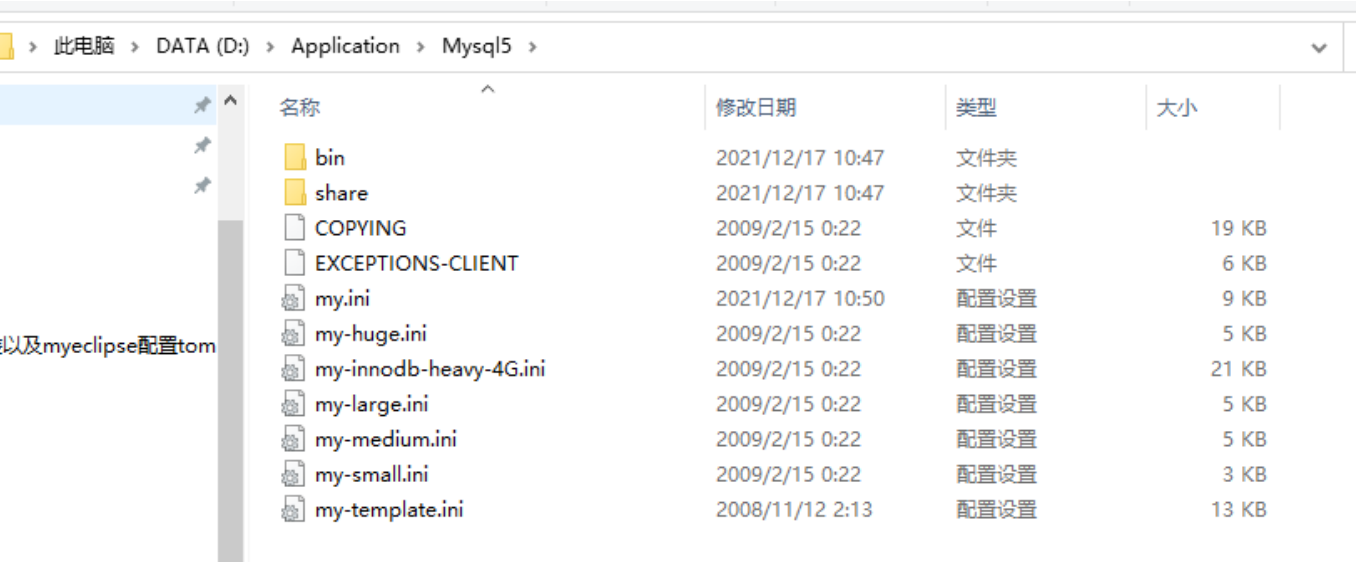 此电脑 > DATA (D:) > Application > Mysql5 >
名称 修改日期 类型 大小
bin 2021/12/17 10:47 文件夹
share 2021/12/17 10:47 文件夹
COPYING 2009/2/15 0:22 文件 19 KB
EXCEPTIONS-CLIENT 2009/2/15 0:22 文件 6 KB
my.ini 2021/12/17 10:50 配置设置 9 KB
my-huge.ini 2009/2/15 0:22 配置设置 5 KB
以及myeclipse配置tom
my-innodb-heavy-4G.ini 2009/2/15 0:22 配置设置 21 KB
my-large.ini 2009/2/15 0:22 配置设置 5 KB
my-medium.ini 2009/2/15 0:22 配置设置 5 KB
my-small.ini 2009/2/15 0:22 配置设置 3 KB
my-template.ini 2008/11/12 2:13 配置设置 13 KB